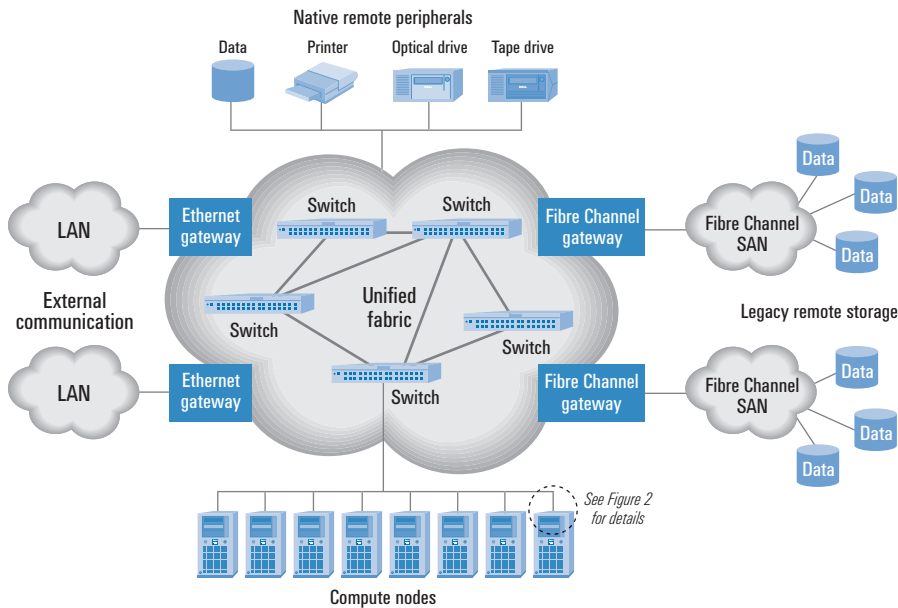 Native remote peripherals
Data
Printer
Optical drive
Tape drive
LAN
Ethernet
gateway
Switch
Switch
Fibre Channel
gateway
Fibre Channel
SAN
Data
Data
Data
External
communication
Switch
Unified
fabric
Switch
Legacy remote storage
LAN
Ethernet
gateway
Switch
Fibre Channel
gateway
Fibre Channel
SAN
Data
Data
Data
See Figure 2
for details
Compute nodes